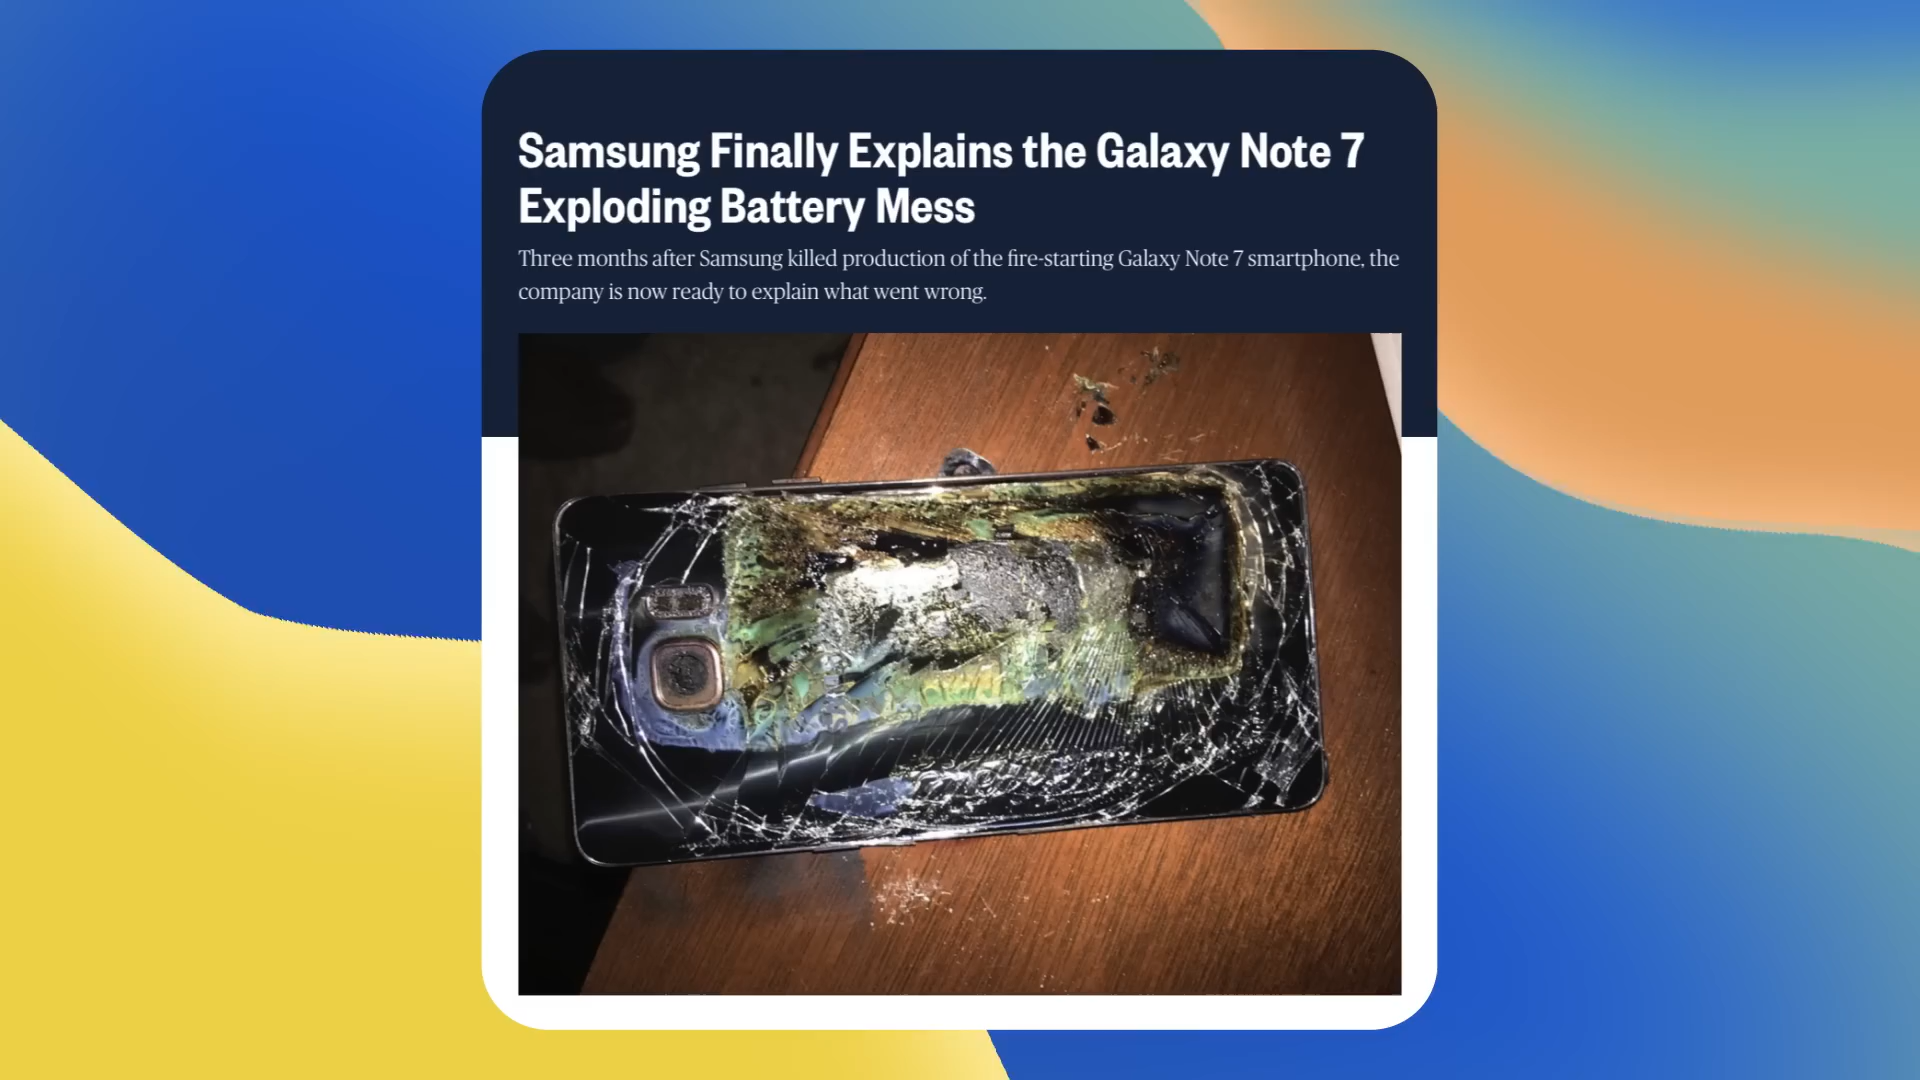 Samsung Finally Explains the Galaxy Note 7
Exploding Battery Mess
Three months after Samsung killed production of the fire-starting Galaxy Note 7 smartphone, the
company is now ready to explain what went wrong.